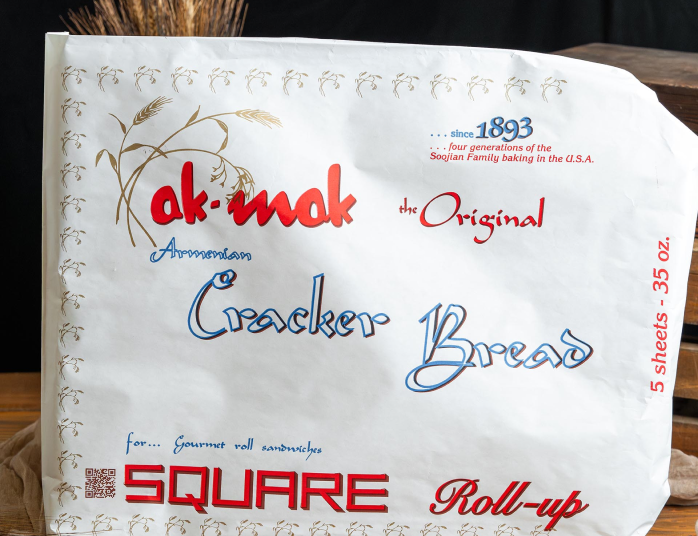 ... since 1893
... four generations of the
Soojian Family baking in the U.S.A.
ak-mak
the Original
Armenian
Cracker Bread
5 sheets - 35 oz.
for... Gourmet roll sandwiches
SQUARE Roll-up